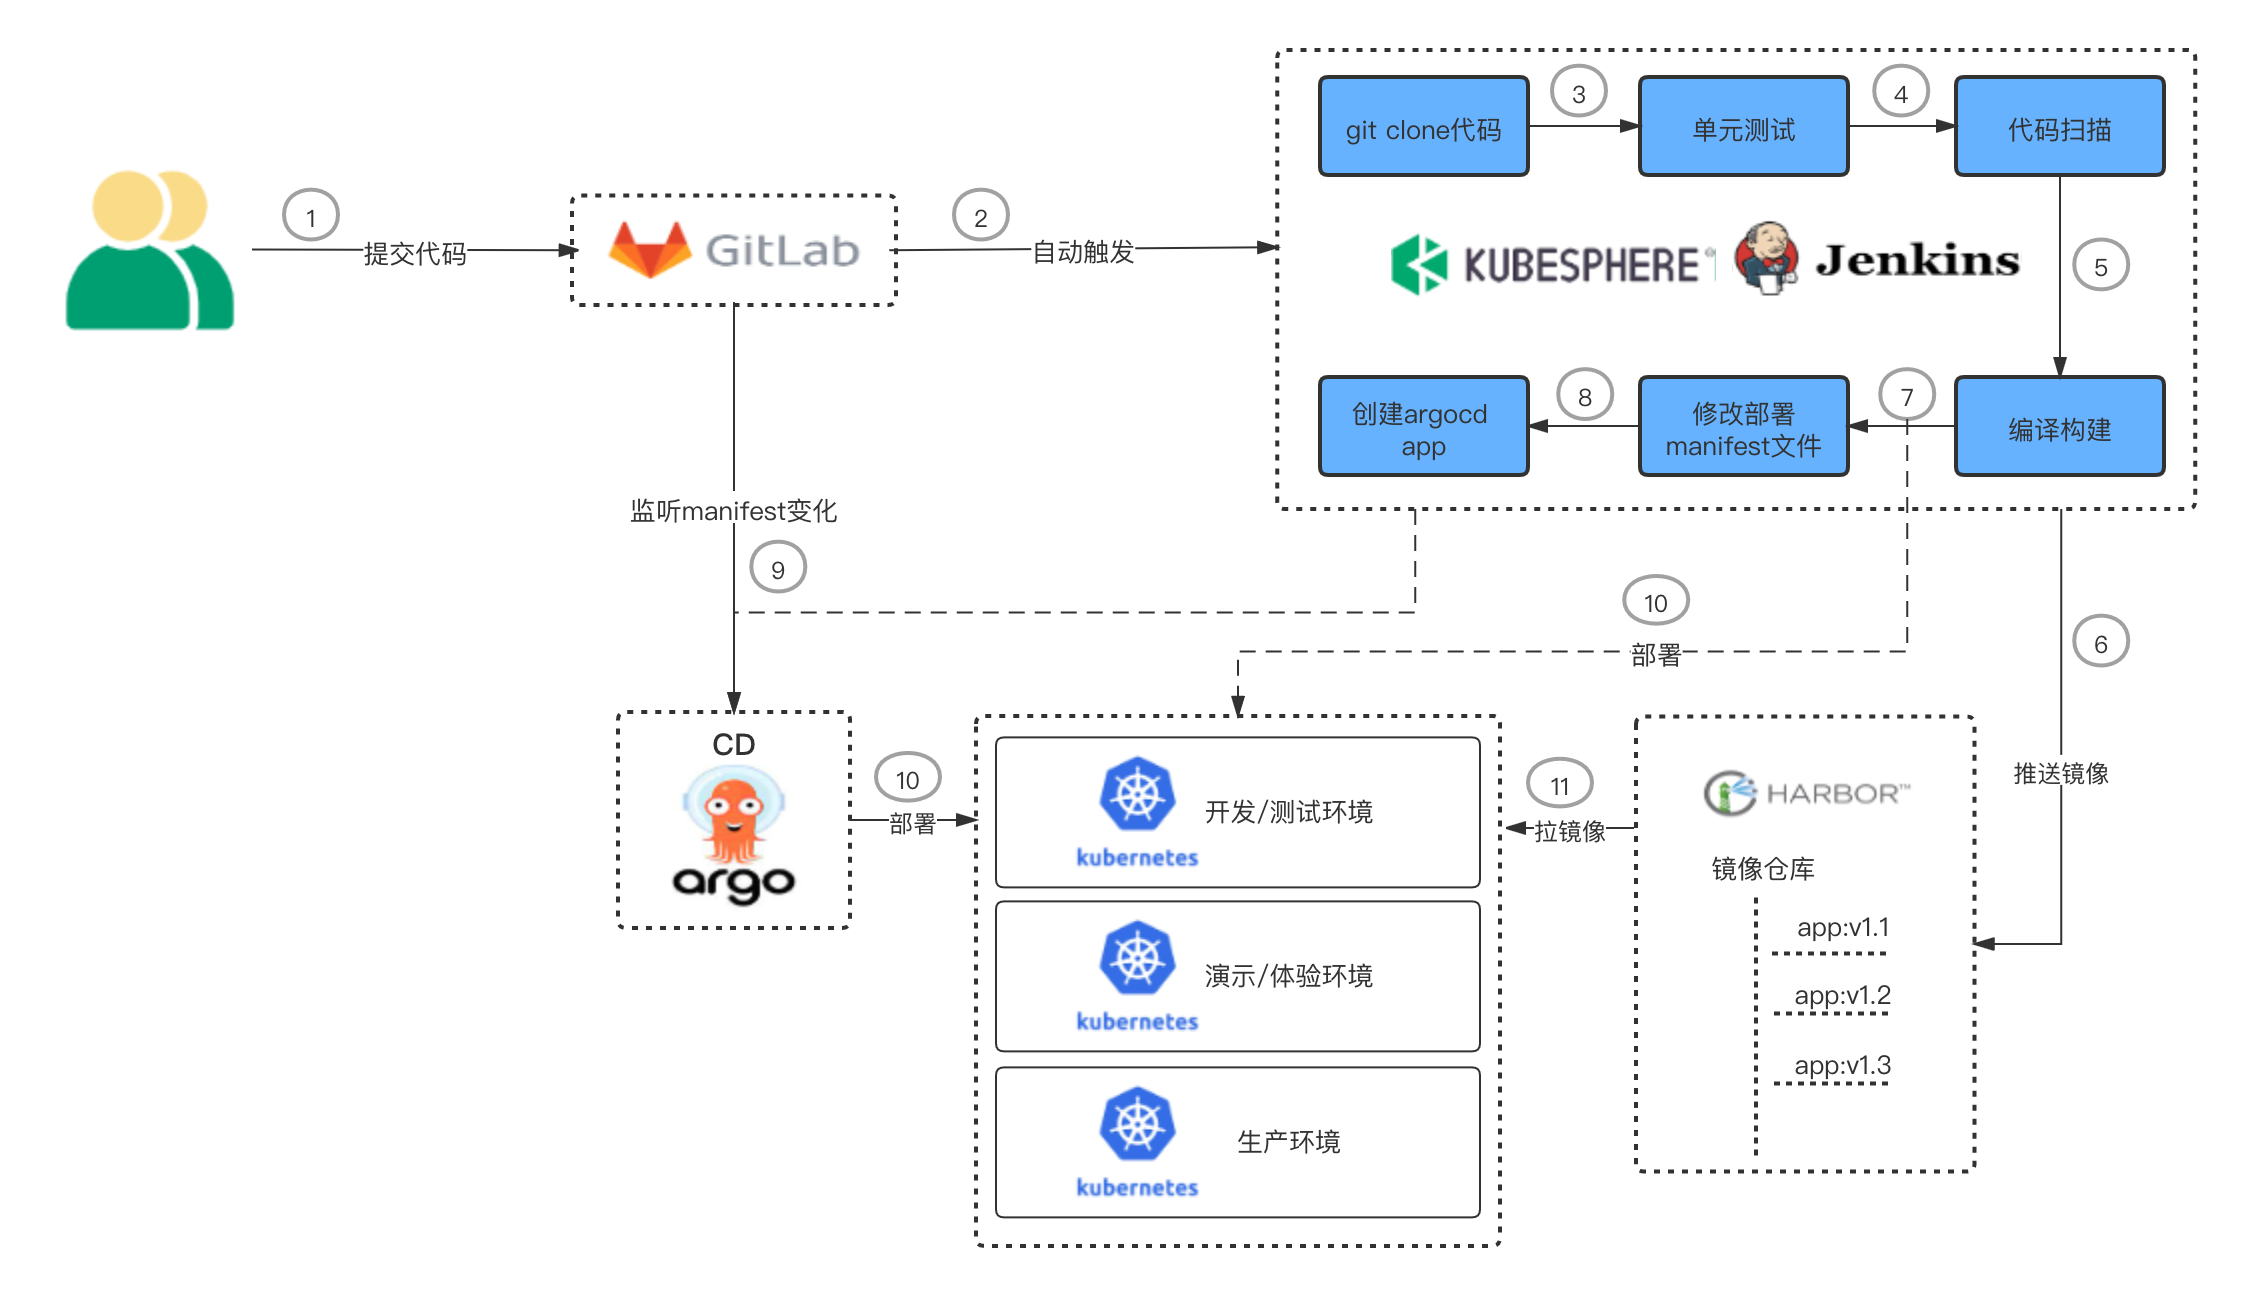 1
提交代码
GitLab
2
自动触发
git clone代码
3
单元测试
4
代码扫描
KUBESPHERE
Jenkins
5
创建argocd
app
8
修改部署
manifest文件
7
编译构建
监听manifest变化
9
10
部署
6
推送镜像
CD
argo
10
部署
kubernetes
开发/测试环境
kubernetes
演示/体验环境
kubernetes
生产环境
11
拉镜像
HARBOR™
镜像仓库
app:v1.1
app:v1.2
app:v1.3